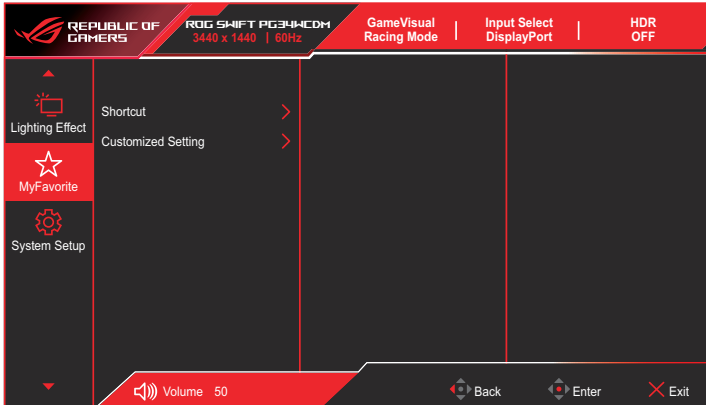 REPUBLIC OF
GAMERS
ROG SWIFT PG34WCDM
3440 x 1440 | 60Hz
GameVisual
Racing Mode
Input Select
DisplayPort
HDR
OFF
Lighting Effect
MyFavorite
System Setup
Shortcut
Customized Setting
Volume 50
Back
Enter
Exit